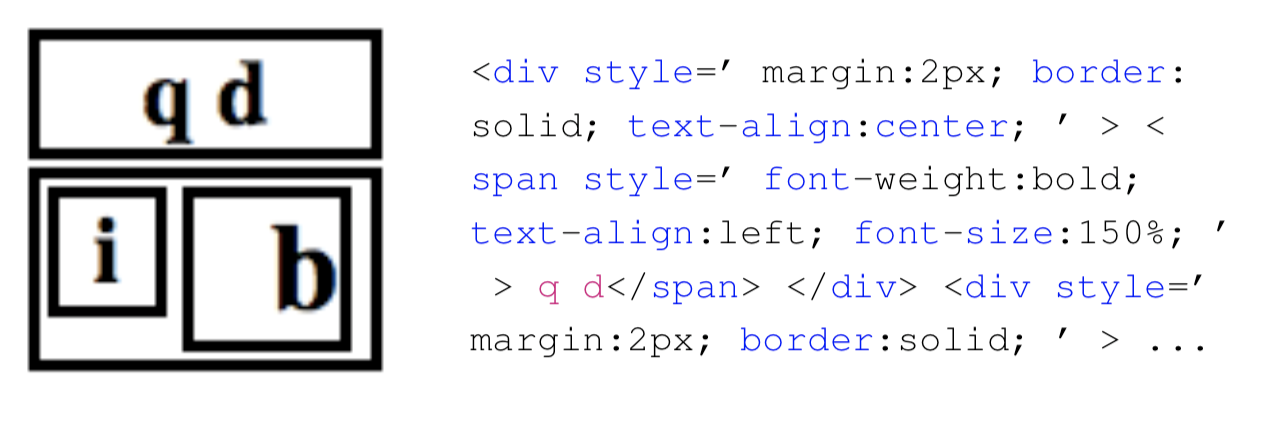 q d
i b
<div style=′ margin:2px; border:
solid; text-align:center; ′ > <
span style=′ font-weight:bold;
text-align:left; font-size:150%; ′
> q d</span> </div> <div style=′
margin:2px; border:solid; ′ > ...